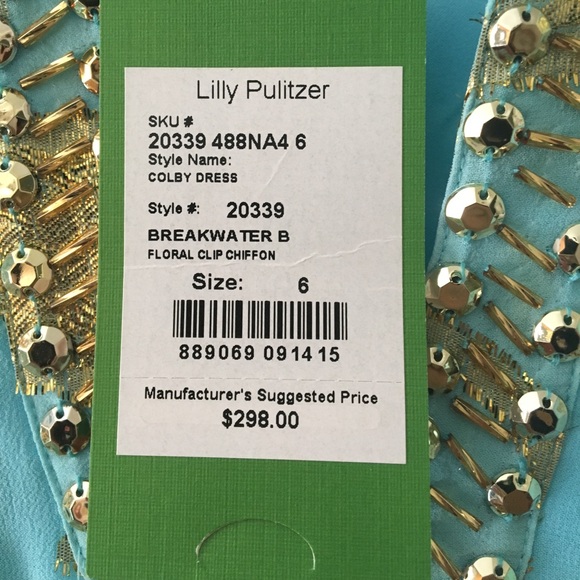 Lilly Pulitzer
SKU #
20339 488NA4 6
Style Name:
COLBY DRESS
Style #: 20339
BREAKWATER B
FLORAL CLIP CHIFFON
Size: 6
889069 091415
Manufacturer's Suggested Price
$298.00